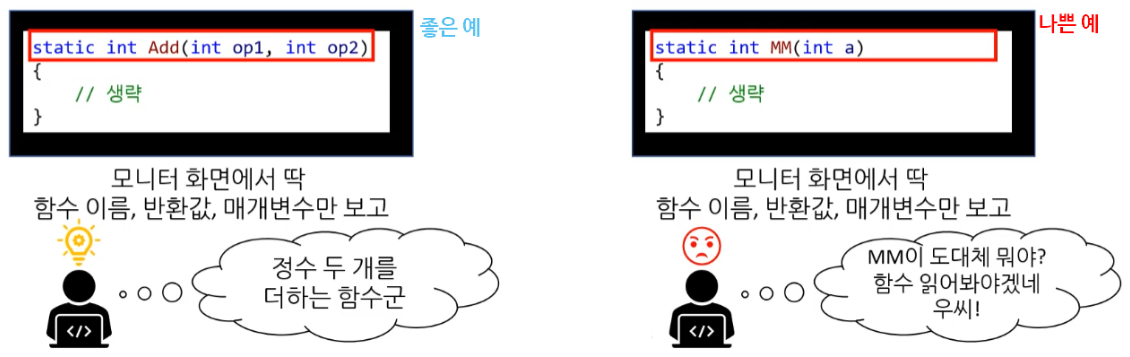 좋은 예
static int Add(int op1, int op2)
{
// 생략
}
모니터 화면에서 딱
함수 이름, 반환값, 매개변수만 보고
정수 두 개를
더하는 함수군
</>
나쁜 예
static int MM(int a)
{
// 생략
}
모니터 화면에서 딱
함수 이름, 반환값, 매개변수만 보고
MM이 도대체 뭐야?
함수 읽어봐야겠네
우씨!
</>